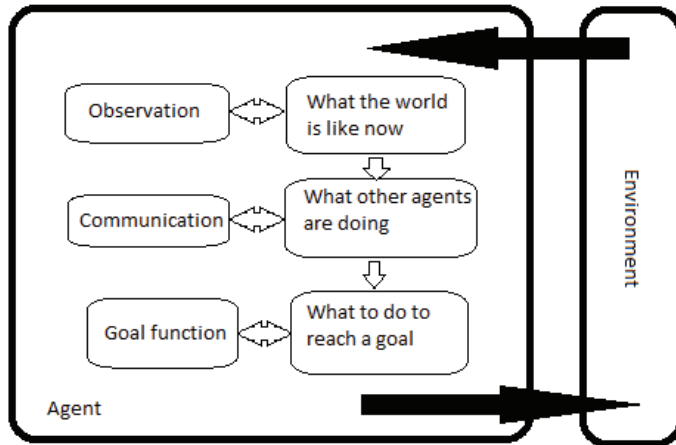 Observation
What the world
is like now
Communication
What other agents
are doing
Goal function
What to do to
reach a goal
Agent
Environment